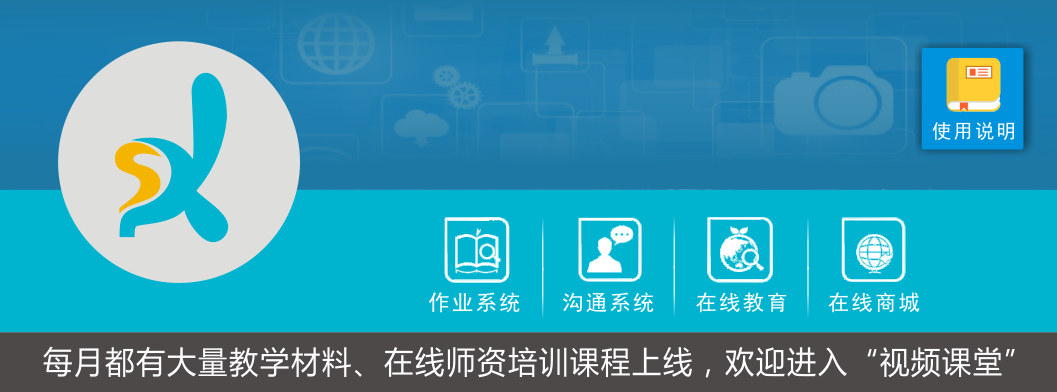 使用说明
作业系统
沟通系统
在线教育
在线商城
每月都有大量教学材料、在线师资培训课程上线，欢迎进入“视频课堂”